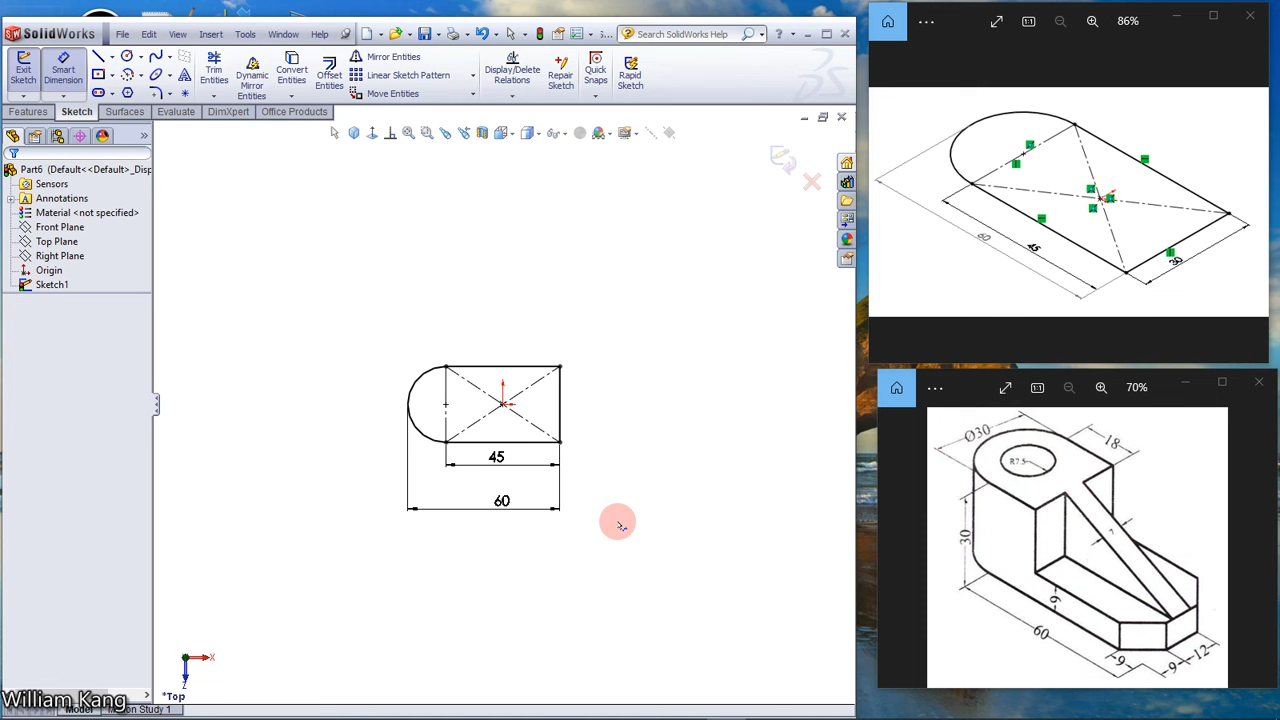 SolidWorks
File Edit View Insert Tools Window Help
Search SolidWorks Help
Exit Sketch
Smart Dimension
Trim Entities
Dynamic Mirror Entities
Convert Entities
Offset Entities
Mirror Entities
Linear Sketch Pattern
Move Entities
Display/Delete Relations
Repair Sketch
Quick Snaps
Rapid Sketch
Features Sketch Surfaces Evaluate DimXpert Office Products
Part6 (Default<<Default>_Disp
Sensors
Annotations
Material <not specified>
Front Plane
Top Plane
Right Plane
Origin
Sketch1
45
60
X
Z
*Top
William Kang
Model Motion Study 1
86%
60
45
30
70%
Ø30
18
R7.5
30
7
9
60
9
9
12